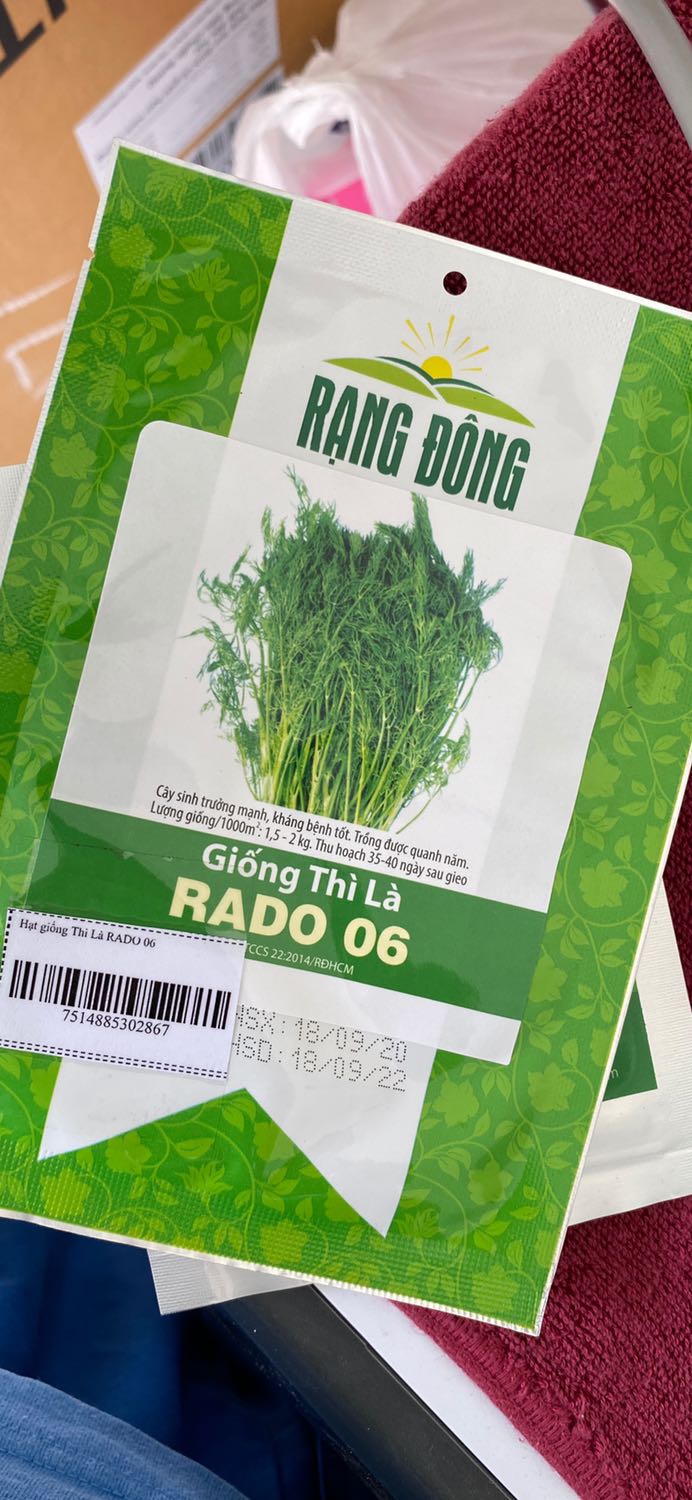 RẠNG ĐÔNG
Cây sinh trưởng mạnh, kháng bệnh tốt. Trồng được quanh năm.
Lượng giống/1000m²: 1,5 - 2 kg. Thu hoạch 35-40 ngày sau gieo
Giống Thì Là
RADO 06
TCCS 22:2014/RĐHCM
Hạt giống Thì Là RADO 06
7514885302867
NSX: 18/09/20
HSD: 18/09/22